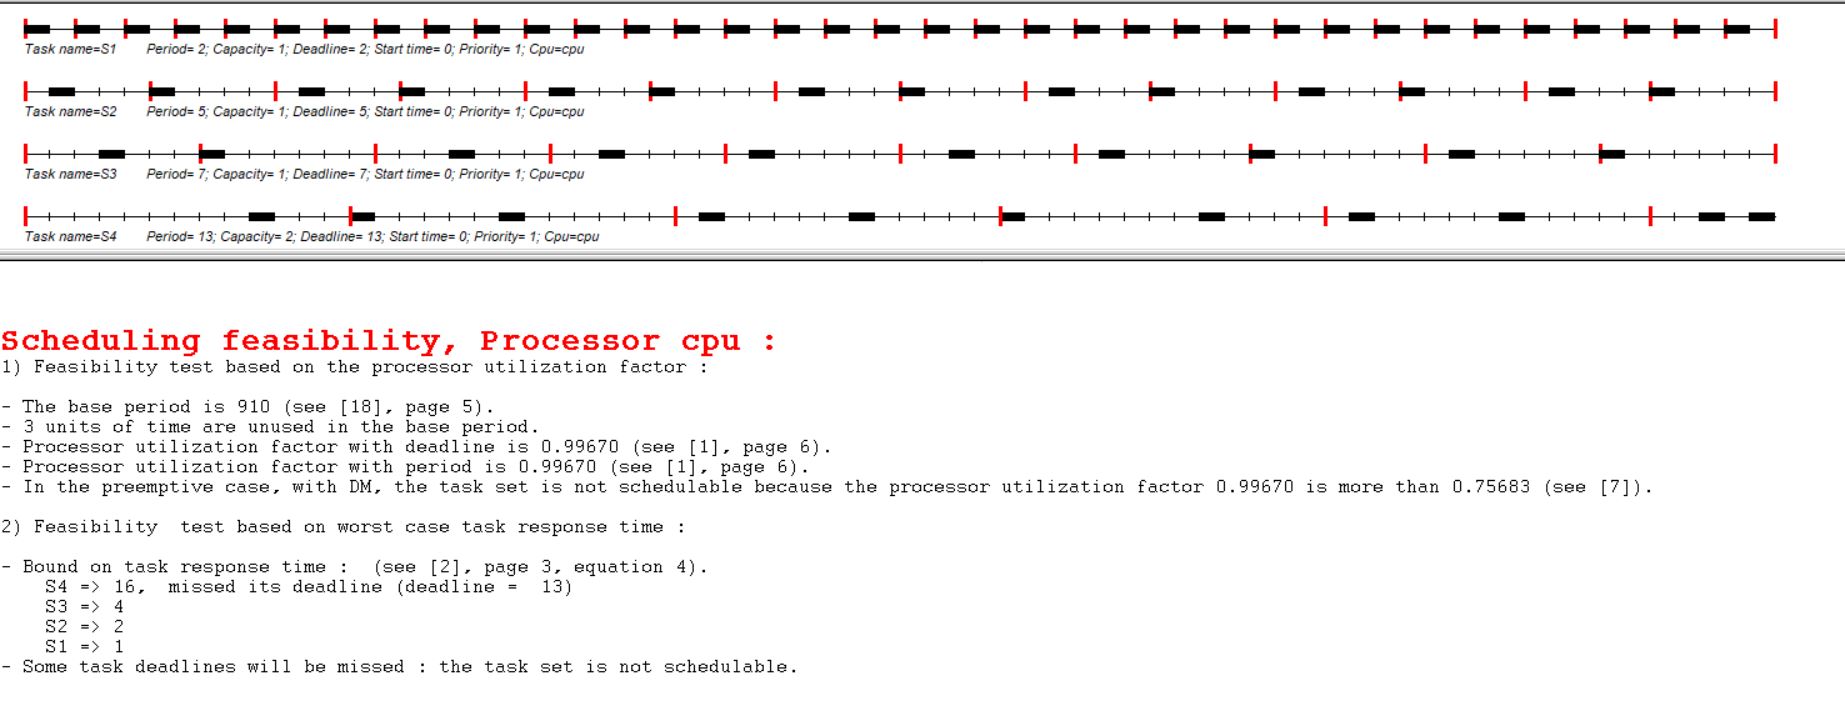 Task name=S1 Period= 2; Capacity= 1; Deadline= 2; Start time= 0; Priority= 1; Cpu=cpu
Task name=S2 Period= 5; Capacity= 1; Deadline= 5; Start time= 0; Priority= 1; Cpu=cpu
Task name=S3 Period= 7; Capacity= 1; Deadline= 7; Start time= 0; Priority= 1; Cpu=cpu
Task name=S4 Period= 13; Capacity= 2; Deadline= 13; Start time= 0; Priority= 1; Cpu=cpu
Scheduling feasibility, Processor cpu :
1) Feasibility test based on the processor utilization factor :
- The base period is 910 (see [18], page 5).
- 3 units of time are unused in the base period.
- Processor utilization factor with deadline is 0.99670 (see [1], page 6).
- Processor utilization factor with period is 0.99670 (see [1], page 6).
- In the preemptive case, with DM, the task set is not schedulable because the processor utilization factor 0.99670 is more than 0.75683 (see [7]).
2) Feasibility test based on worst case task response time :
- Bound on task response time : (see [2], page 3, equation 4).
S4 => 16, missed its deadline (deadline = 13)
S3 => 4
S2 => 2
S1 => 1
- Some task deadlines will be missed : the task set is not schedulable.